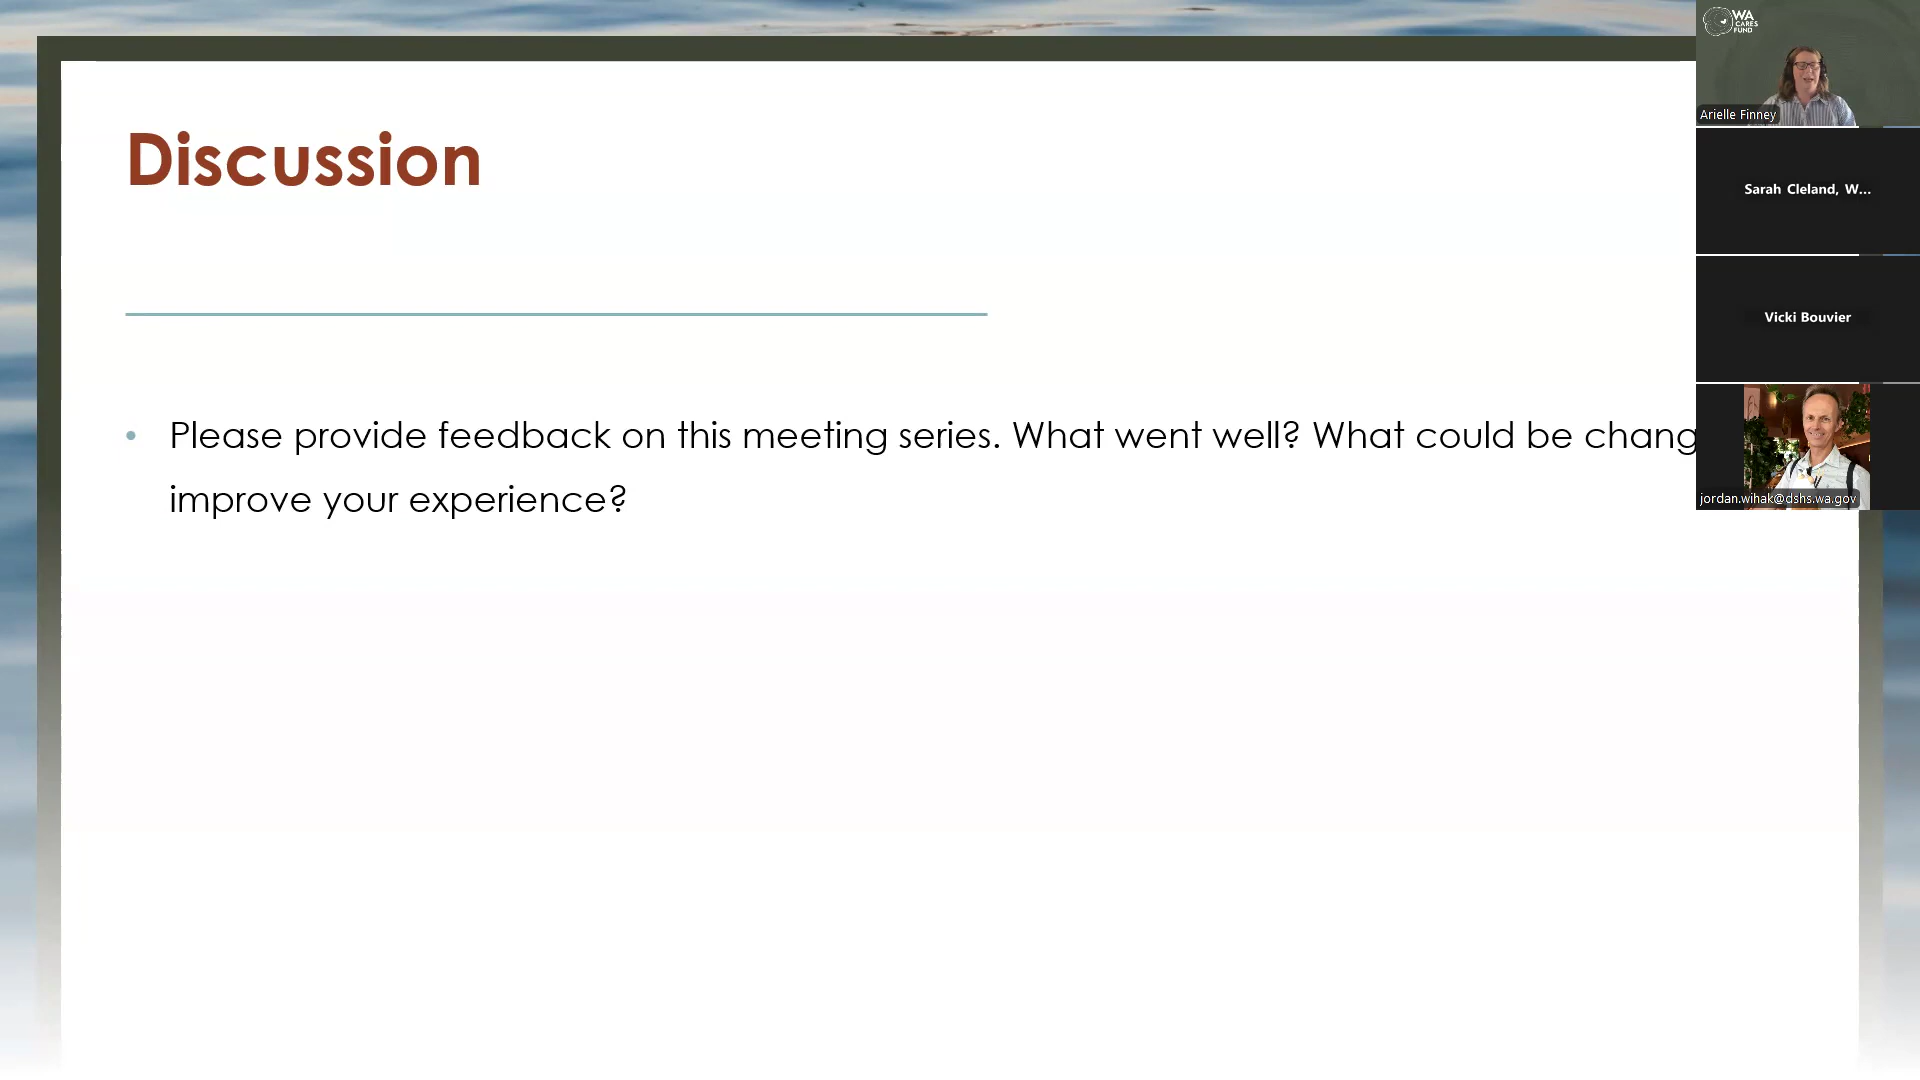 Discussion
• Please provide feedback on this meeting series. What went well? What could be chang
improve your experience?
WA
CARES
FUND
Arielle Finney
Sarah Cleland, W...
Vicki Bouvier
jordan.wihak@dshs.wa.gov